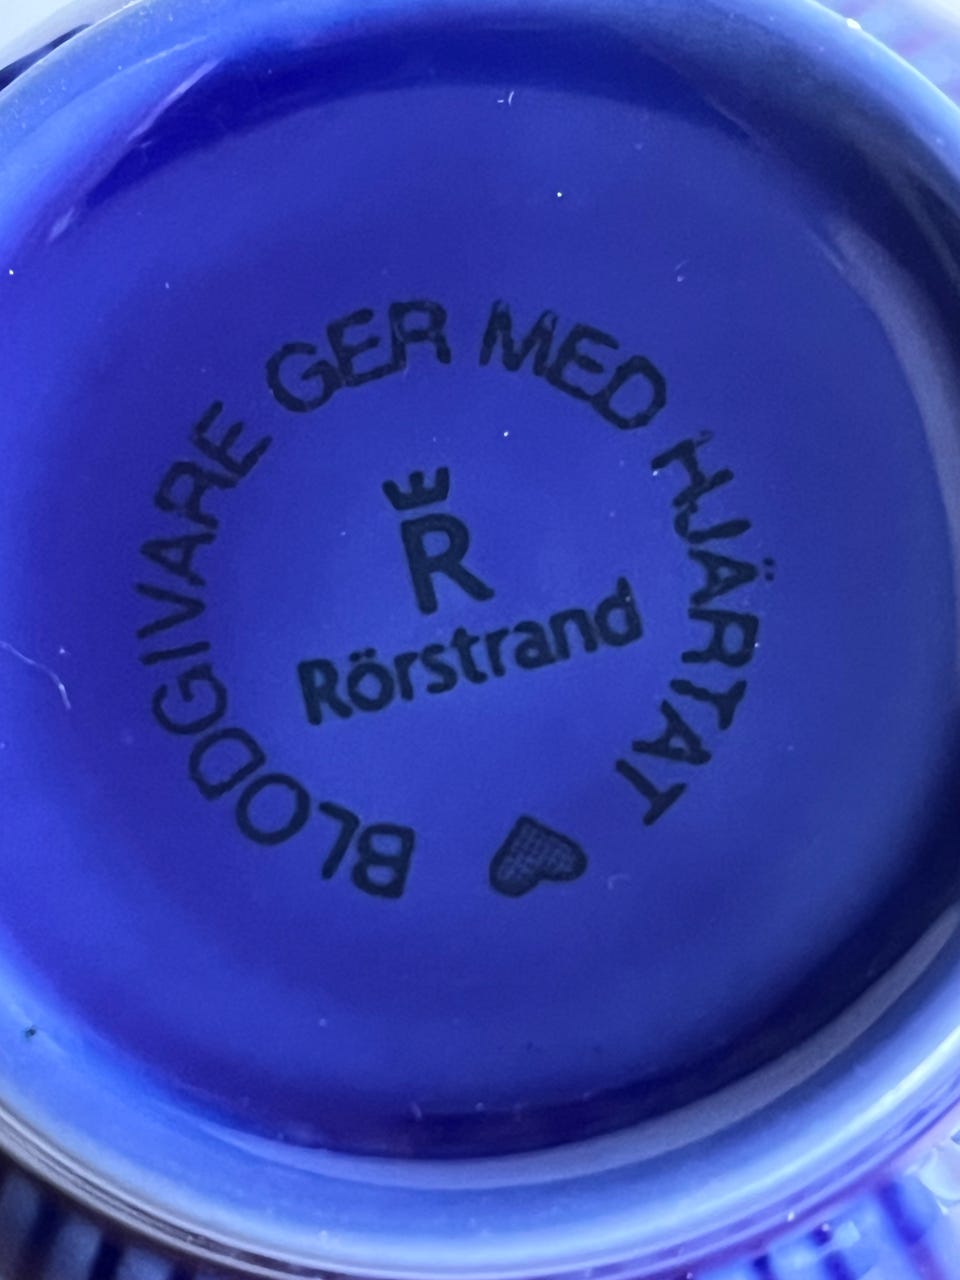 BLODGIVARE GER MED HJÄRTAT
R
Rörstrand